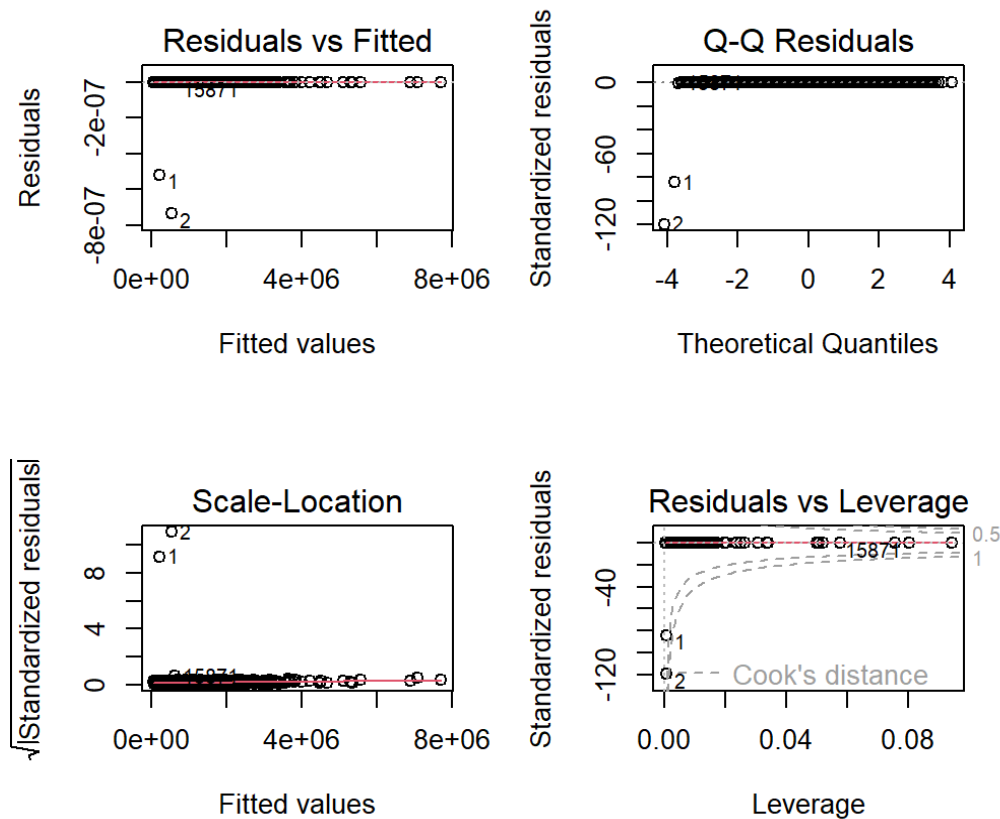 Residuals vs Fitted
Residuals
-2e-07
-8e-07
15871
1
2
0e+00
4e+06
8e+06
Fitted values
Q-Q Residuals
Standardized residuals
0
-60
-120
15871
1
2
-4
-2
0
2
4
Theoretical Quantiles
Scale-Location
√|Standardized residuals|
8
4
0
2
1
15871
0e+00
4e+06
8e+06
Fitted values
Residuals vs Leverage
Standardized residuals
-40
-120
0.5
1
15871
1
2
Cook's distance
0.00
0.04
0.08
Leverage